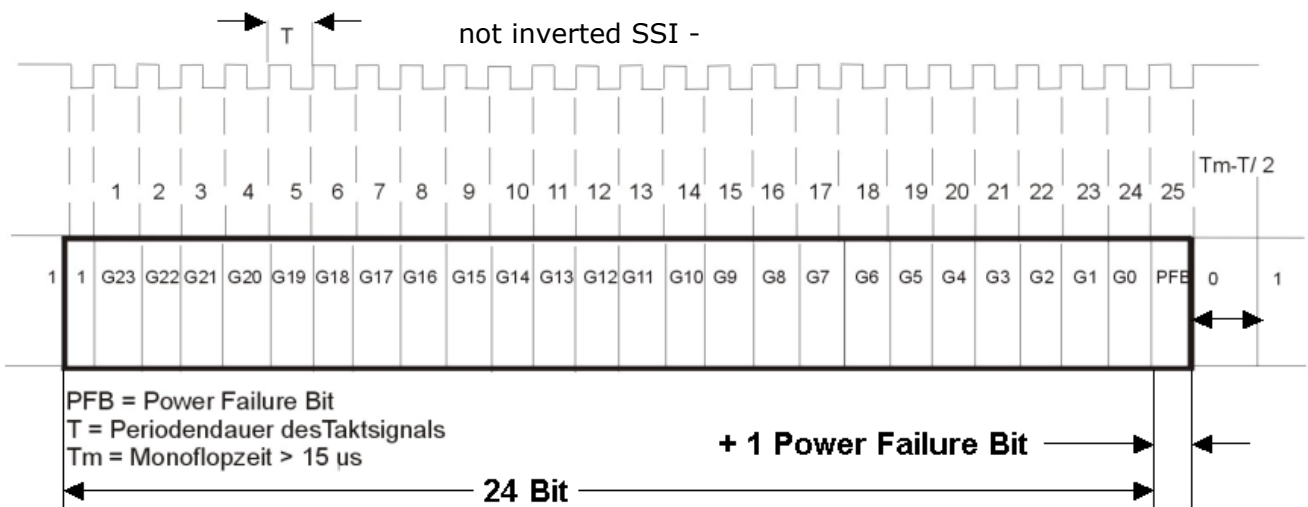 T
not inverted SSI -
Tm-T/ 2
1 2 3 4 5 6 7 8 9 10 11 12 13 14 15 16 17 18 19 20 21 22 23 24 25
1 1 G23 G22 G21 G20 G19 G18 G17 G16 G15 G14 G13 G12 G11 G10 G9 G8 G7 G6 G5 G4 G3 G2 G1 G0 PFB 0 1
PFB = Power Failure Bit
T = Periodendauer desTaktsignals
Tm = Monoflopzeit > 15 µs
+ 1 Power Failure Bit
24 Bit